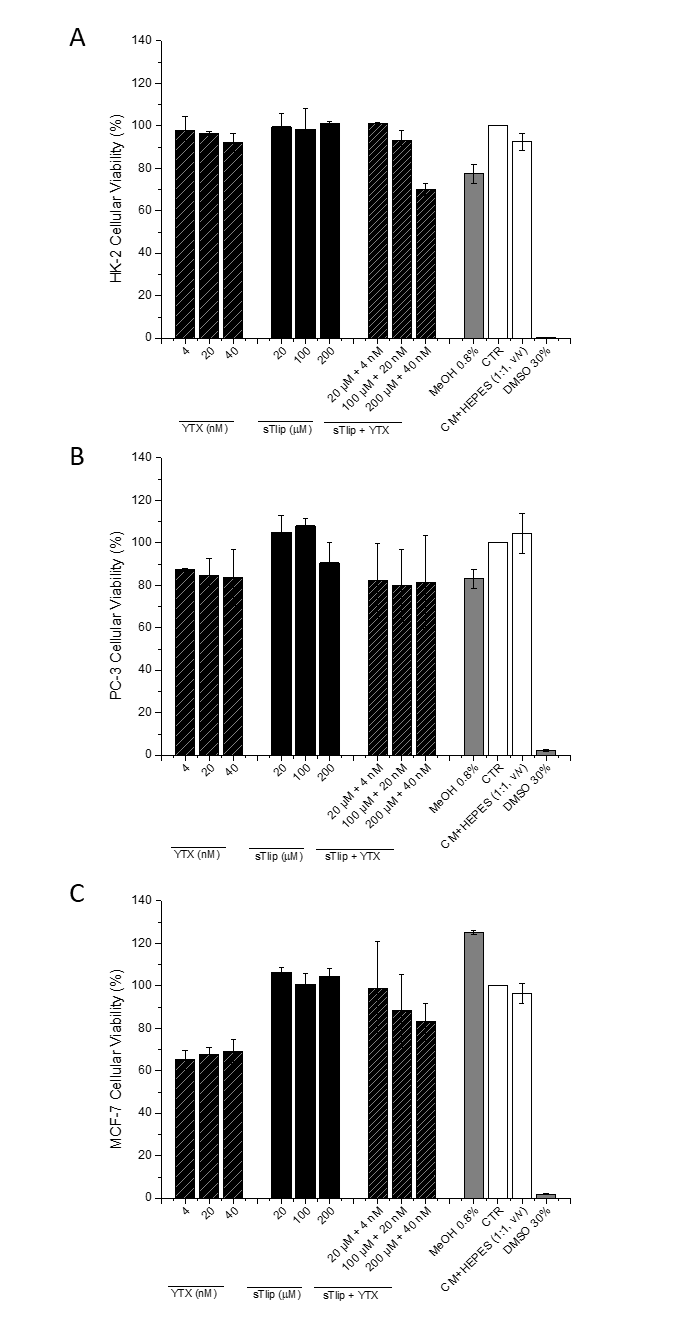 A
HK-2 Cellular Viability (%)
140
120
100
80
60
40
20
0
4 20 40 20 100 200 20 µM + 4 nM 100 µM + 20 nM 200 µM + 40 nM MeOH 0.8% CTR CM+HEPES (1:1. v/v) DMSO 30%
YTX (nM) sTlip (µM) sTlip + YTX
B
PC-3 Cellular Viability (%)
140
120
100
80
60
40
20
0
4 20 40 20 100 200 20 µM + 4 nM 100 µM + 20 nM 200 µM + 40 nM MeOH 0.8% CTR CM+HEPES (1:1. v/v) DMSO 30%
YTX (nM) sTlip (µM) sTlip + YTX
C
MCF-7 Cellular Viability (%)
140
120
100
80
60
40
20
0
4 20 40 20 100 200 20 µM + 4 nM 100 µM + 20 nM 200 µM + 40 nM MeOH 0.8% CTR CM+HEPES (1:1. v/v) DMSO 30%
YTX (nM) sTlip (µM) sTlip + YTX